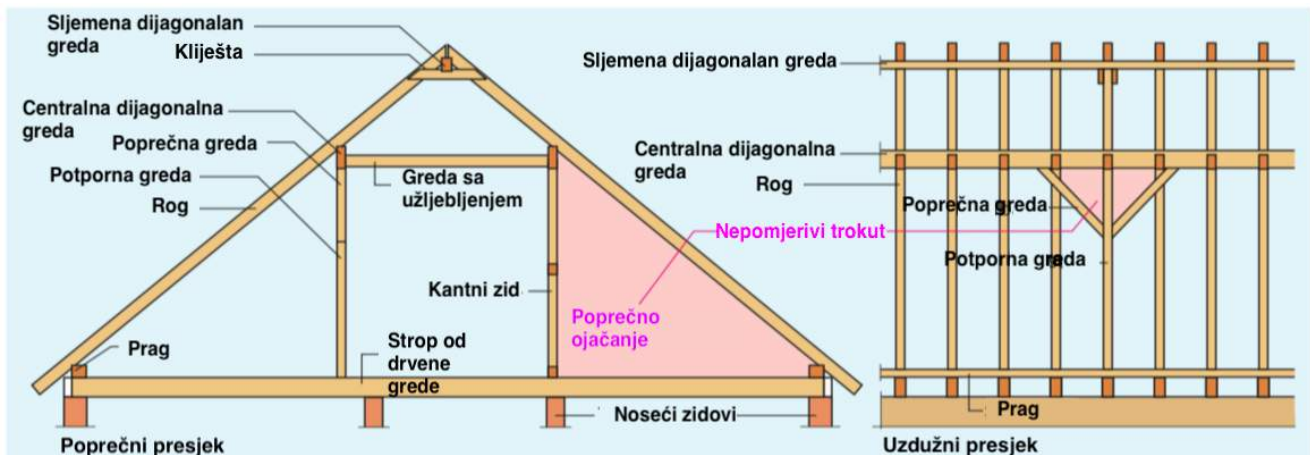 Sljemena dijagonalan
greda
Kliješta
Centralna dijagonalna
greda
Poprečna greda
Potporna greda
Rog
Greda sa
užljebljenjem
Kantni zid
Poprečno
ojačanje
Nepomjerivi trokut
Prag
Strop od
drvene
grede
Noseći zidovi
Poprečni presjek
Sljemena dijagonalan greda
Centralna dijagonalna
greda
Rog
Poprečna greda
Potporna greda
Prag
Uzdužni presjek